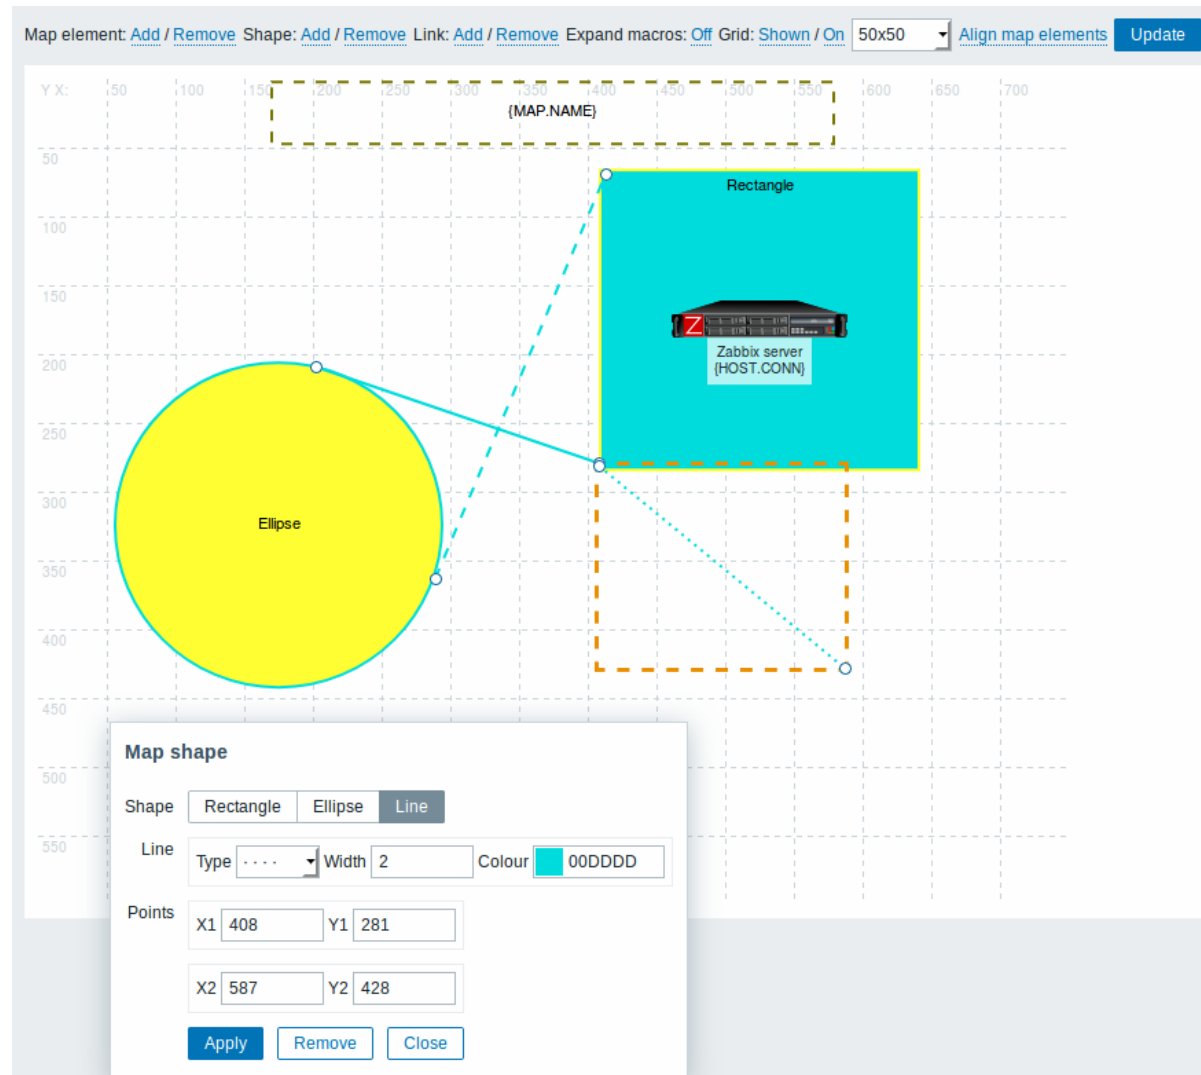 Map element: Add / Remove Shape: Add / Remove Link: Add / Remove Expand macros: Off Grid: Shown / On 50x50 Align map elements Update
Y X: 50 100 150 200 250 300 350 400 450 500 550 600 650 700
{MAP.NAME}
50
Rectangle
100
150
Zabbix server
200
{HOST.CONN}
250
300
Ellipse
350
400
450
500
550
Map shape
Shape Rectangle Ellipse Line
Line Type Width 2 Colour 00DDDD
Points X1 408 Y1 281
X2 587 Y2 428
Apply Remove Close